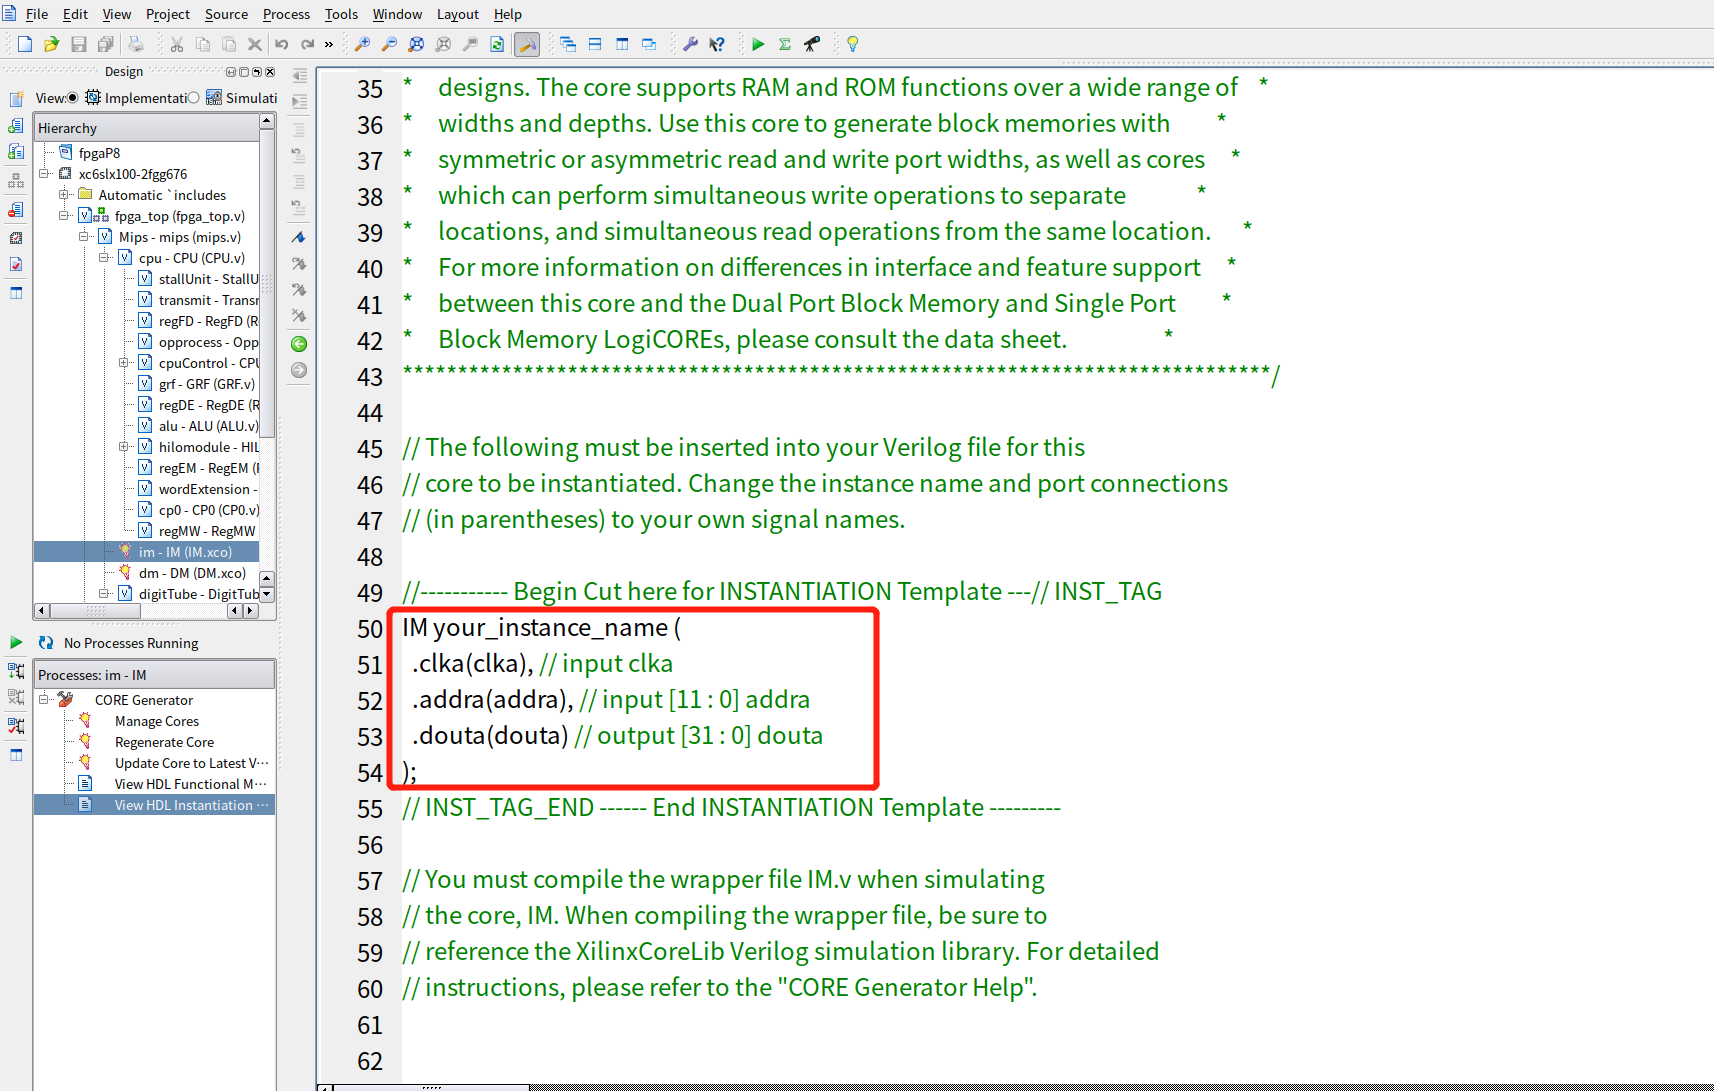 File Edit View Project Source Process Tools Window Layout Help
»
Design
View: Implementati Simulati
Hierarchy
fpgaP8
xc6slx100-2fgg676
Automatic `includes
fpga_top (fpga_top.v)
Mips - mips (mips.v)
cpu - CPU (CPU.v)
stallUnit - StallU
transmit - Transr
regFD - RegFD (R
opprocess - Opp
cpuControl - CPU
grf - GRF (GRF.v)
regDE - RegDE (R
alu - ALU (ALU.v)
hilomodule - HIL
regEM - RegEM (F
wordExtension -
cp0 - CP0 (CP0.v)
regMW - RegMW
im - IM (IM.xco)
dm - DM (DM.xco)
digitTube - DigitTub
No Processes Running
Processes: im - IM
CORE Generator
Manage Cores
Regenerate Core
Update Core to Latest V···
View HDL Functional M···
View HDL Instantiation ···
35 * designs. The core supports RAM and ROM functions over a wide range of *
36 * widths and depths. Use this core to generate block memories with *
37 * symmetric or asymmetric read and write port widths, as well as cores *
38 * which can perform simultaneous write operations to separate *
39 * locations, and simultaneous read operations from the same location. *
40 * For more information on differences in interface and feature support *
41 * between this core and the Dual Port Block Memory and Single Port *
42 * Block Memory LogiCOREs, please consult the data sheet. *
43 *******************************************************************************/
44
45 // The following must be inserted into your Verilog file for this
46 // core to be instantiated. Change the instance name and port connections
47 // (in parentheses) to your own signal names.
48
49 //----------- Begin Cut here for INSTANTIATION Template ---// INST_TAG
50 IM your_instance_name (
51 .clka(clka), // input clka
52 .addra(addra), // input [11 : 0] addra
53 .douta(douta) // output [31 : 0] douta
54 );
55 // INST_TAG_END ------ End INSTANTIATION Template ---------
56
57 // You must compile the wrapper file IM.v when simulating
58 // the core, IM. When compiling the wrapper file, be sure to
59 // reference the XilinxCoreLib Verilog simulation library. For detailed
60 // instructions, please refer to the "CORE Generator Help".
61
62